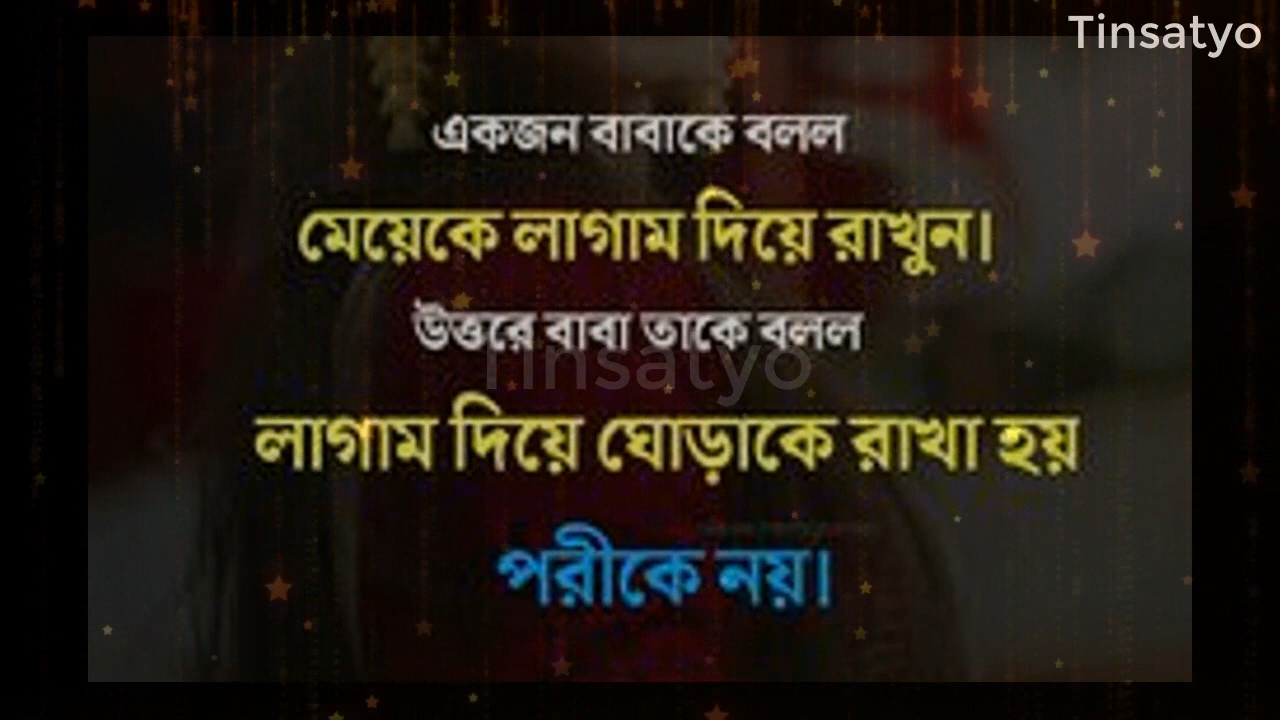 Tinsatyo
একজন বাবাকে বলল
মেয়েকে লাগাম দিয়ে রাখুন।
উত্তরে বাবা তাকে বলল
Tinsatyo
লাগাম দিয়ে ঘোড়াকে রাখা হয়
পরীকে নয়।